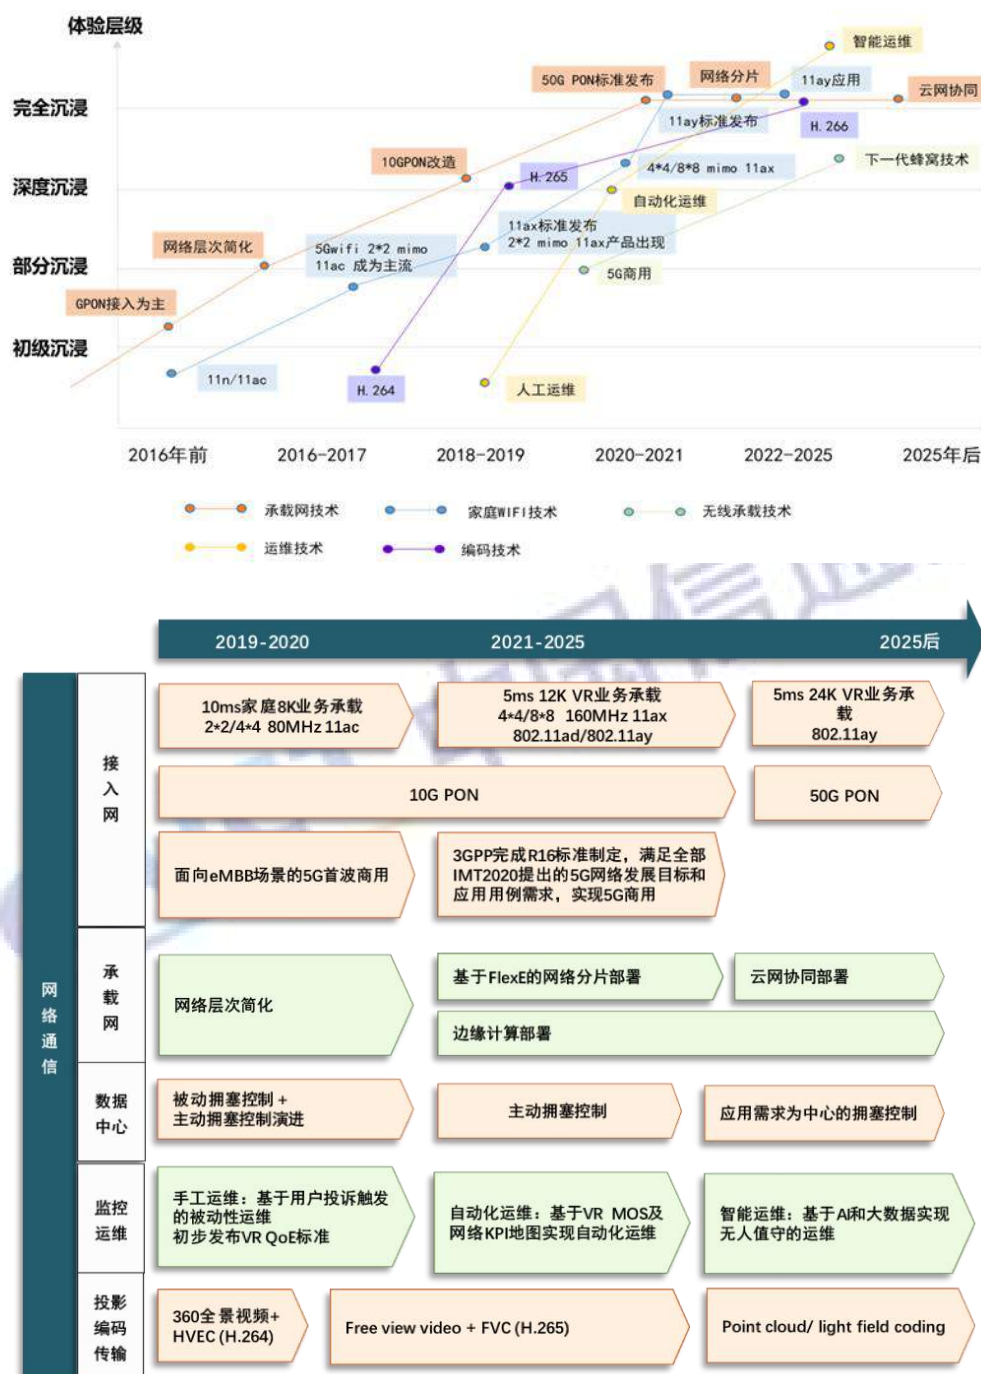 体验层级
智能运维
50G PON标准发布
网络分片
11ay应用
云网协同
完全沉浸
11ay标准发布
H.266
10GPON改造
H.265
4*4/8*8 mimo 11ax
下一代蜂窝技术
深度沉浸
自动化运维
11ax标准发布
2*2 mimo 11ax产品出现
网络层次简化
5Gwifi 2*2 mimo
11ac 成为主流
部分沉浸
5G商用
GPON接入为主
初级沉浸
11n/11ac
H.264
人工运维
2016年前
2016-2017
2018-2019
2020-2021
2022-2025
2025年后
承载网技术
家庭WIFI技术
无线承载技术
运维技术
编码技术
2019-2020
2021-2025
2025后
网络通信
接入网
10ms家庭8K业务承载
2*2/4*4 80MHz 11ac
5ms 12K VR业务承载
4*4/8*8 160MHz 11ax
802.11ad/802.11ay
5ms 24K VR业务承
载
802.11ay
10G PON
50G PON
面向eMBB场景的5G首波商用
3GPP完成R16标准制定，满足全部
IMT2020提出的5G网络发展目标和
应用用例需求，实现5G商用
承载网
网络层次简化
基于FlexE的网络分片部署
云网协同部署
边缘计算部署
数据
中心
被动拥塞控制 +
主动拥塞控制演进
主动拥塞控制
应用需求为中心的拥塞控制
监控
运维
手工运维：基于用户投诉触发
的被动性运维
初步发布VR QoE标准
自动化运维：基于VR MOS及
网络KPI地图实现自动化运维
智能运维：基于AI和大数据实现
无人值守的运维
投影
编码
传输
360全景视频+
HVEC (H.264)
Free view video + FVC (H.265)
Point cloud/ light field coding